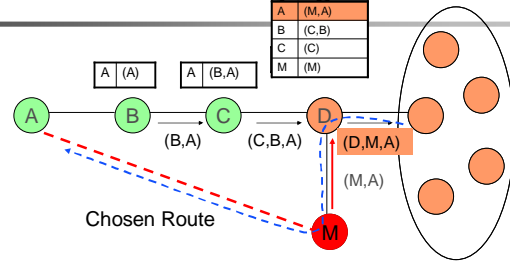 A (M,A)
B (C,B)
C (C)
M (M)
A (A)
A (B,A)
A
B
C
D
(B,A)
(C,B,A)
(D,M,A)
(M,A)
Chosen Route
M